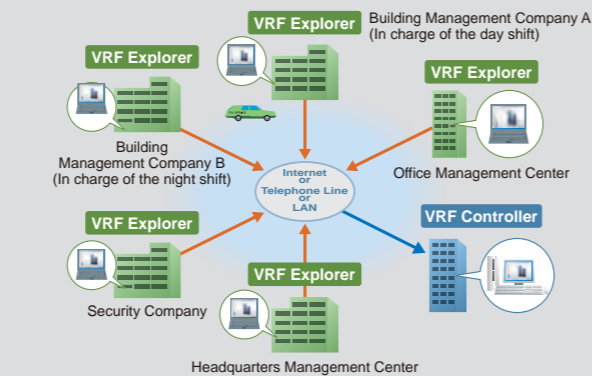 VRF Explorer
Building Management Company A
(In charge of the day shift)
VRF Explorer
Building
Management Company B
(In charge of the night shift)
VRF Explorer
Office Management Center
Internet
or
Telephone Line
or
LAN
VRF Explorer
Security Company
VRF Controller
VRF Explorer
Headquarters Management Center